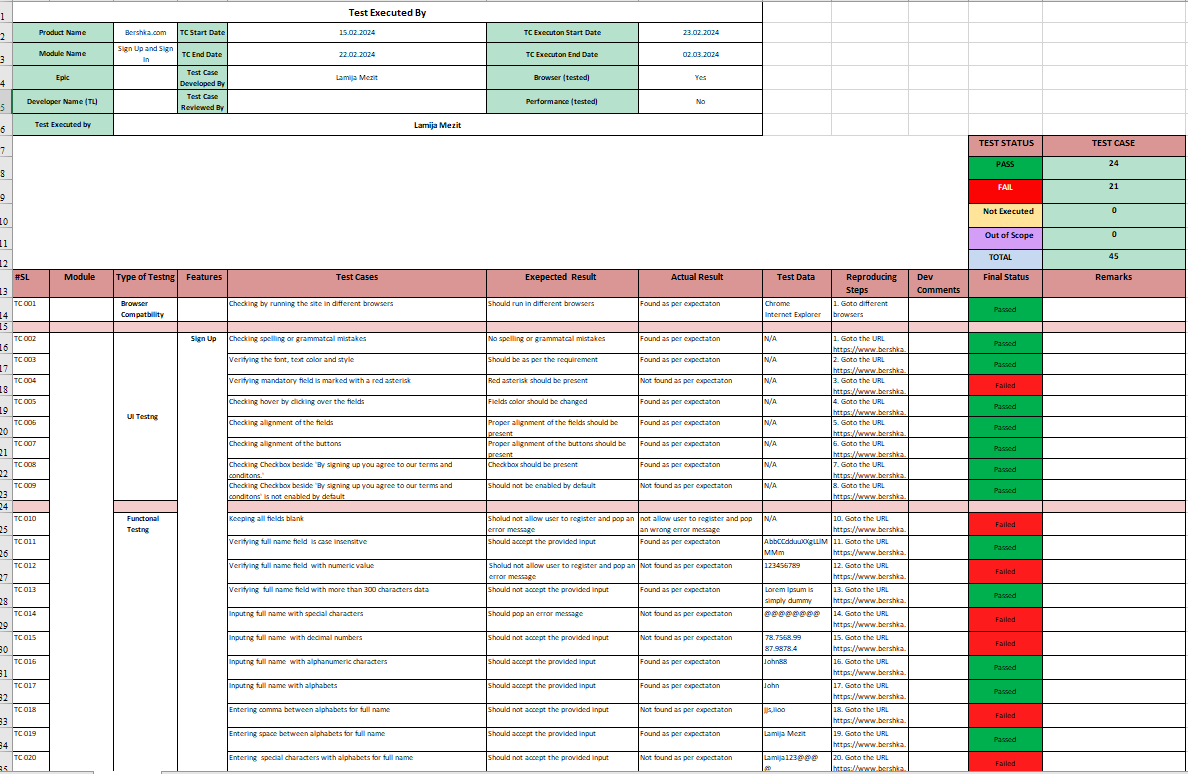 1 Test Executed By
2 Product Name Bershka.com TC Start Date 15.02.2024 TC Executon Start Date 23.02.2024
3 Module Name Sign Up and Sign In TC End Date 22.02.2024 TC Executon End Date 02.03.2024
4 Epic Test Case Developed By Lamija Mezit Browser (tested) Yes
5 Developer Name (TL) Test Case Reviewed By Performance (tested) No
6 Test Executed by Lamija Mezit
7 TEST STATUS TEST CASE
8 PASS 24
9 FAIL 21
10 Not Executed 0
11 Out of Scope 0
12 TOTAL 45
13 #SL Module Type of Testng Features Test Cases Exepected Result Actual Result Test Data Reproducing Steps Dev Comments Final Status Remarks
14 TC 001 Browser Compatbility Checking by running the site in different browsers Should run in different browsers Found as per expectaton Chrome Internet Explorer 1. Goto different browsers Passed
15
16 TC 002 Sign Up Checking spelling or grammatcal mistakes No spelling or grammatcal mistakes Found as per expectaton N/A 1. Goto the URL https://www.bershka. Passed
17 TC 003 Verifying the font, text color and style Should be as per the requirement Found as per expectaton N/A 2. Goto the URL https://www.bershka. Passed
18 TC 004 Verifying mandatory field is marked with a red asterisk Red asterisk should be present Not found as per expectaton N/A 3. Goto the URL https://www.bershka. Failed
19 TC 005 Checking hover by clicking over the fields Fields color should be changed Found as per expectaton N/A 4. Goto the URL https://www.bershka. Passed
20 TC 006 UI Testng Checking alignment of the fields Proper alignment of the fields should be present Found as per expectaton N/A 5. Goto the URL https://www.bershka. Passed
21 TC 007 Checking alignment of the buttons Proper alignment of the buttons should be present Found as per expectaton N/A 6. Goto the URL https://www.bershka. Passed
22 TC 008 Checking Checkbox beside 'By signing up you agree to our terms and conditons.' Checkbox should be present Found as per expectaton N/A 7. Goto the URL https://www.bershka. Passed
23 TC 009 Checking Checkbox beside 'By signing up you agree to our terms and conditons' is not enabled by default Should not be enabled by default Not found as per expectaton N/A 8. Goto the URL https://www.bershka. Passed
24
25 TC 010 Functonal Testng Keeping all fields blank Sholud not allow user to register and pop an error message not allow user to register and pop an wrong error message N/A 10. Goto the URL https://www.bershka. Failed
26 TC 011 Verifying full name field is case insensitve Should accept the provided input Found as per expectaton 11. Goto the URL https://www.bershka. Passed
27 TC 012 Verifying full name field with numeric value Sholud not allow user to register and pop an error message Not found as per expectaton 123456789 12. Goto the URL https://www.bershka. Failed
28 TC 013 Verifying full name field with more than 300 characters data Should not accept the provided input Found as per expectaton Lorem Ipsum is simply dummy 13. Goto the URL https://www.bershka. Passed
29 TC 014 Inputng full name with special characters Should pop an error message Not found as per expectaton @@@@@@@@ 14. Goto the URL https://www.bershka. Failed
30 TC 015 Inputng full name with decimal numbers Should not accept the provided input Not found as per expectaton 78.7568.99 87.9878.4 15. Goto the URL https://www.bershka. Failed
31 TC 016 Inputng full name with alphanumeric characters Should accept the provided input Found as per expectaton John88 16. Goto the URL https://www.bershka. Passed
32 TC 017 Inputng full name with alphabets Should accept the provided input Found as per expectaton John 17. Goto the URL https://www.bershka. Passed
33 TC 018 Entering comma between alphabets for full name Should not accept the provided input Not found as per expectaton jjs,iioo 18. Goto the URL https://www.bershka. Failed
34 TC 019 Entering space between alphabets for full name Should accept the provided input Found as per expectaton Lamija Mezit 19. Goto the URL https://www.bershka. Passed
35 TC 020 Entering special characters with alphabets for full name Should not accept the provided input Not found as per expectaton Lamija123@@@ @ 20. Goto the URL https://www.bershka. Failed